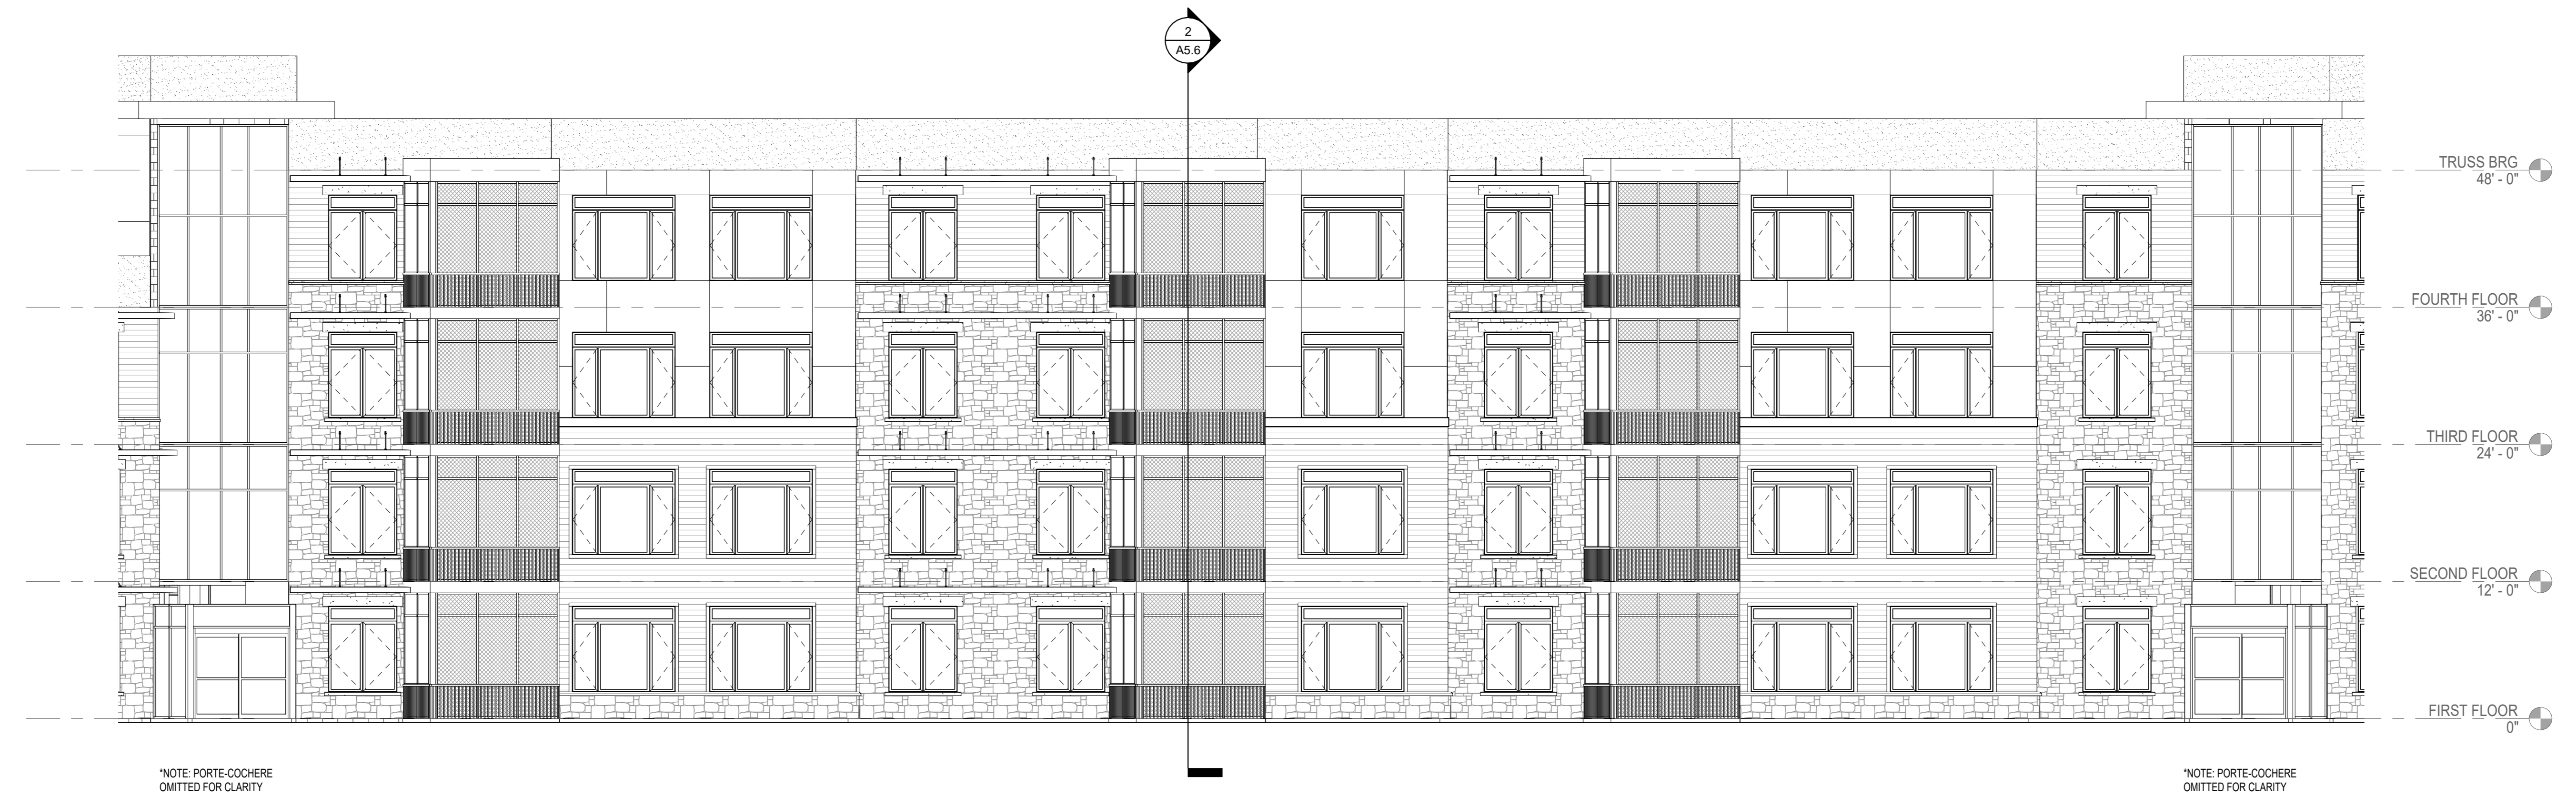 2
A5.6
TRUSS BRG
48' - 0"
FOURTH FLOOR
36' - 0"
THIRD FLOOR
24' - 0"
SECOND FLOOR
12' - 0"
FIRST FLOOR
0"
*NOTE: PORTE-COCHERE
OMITTED FOR CLARITY
*NOTE: PORTE-COCHERE
OMITTED FOR CLARITY